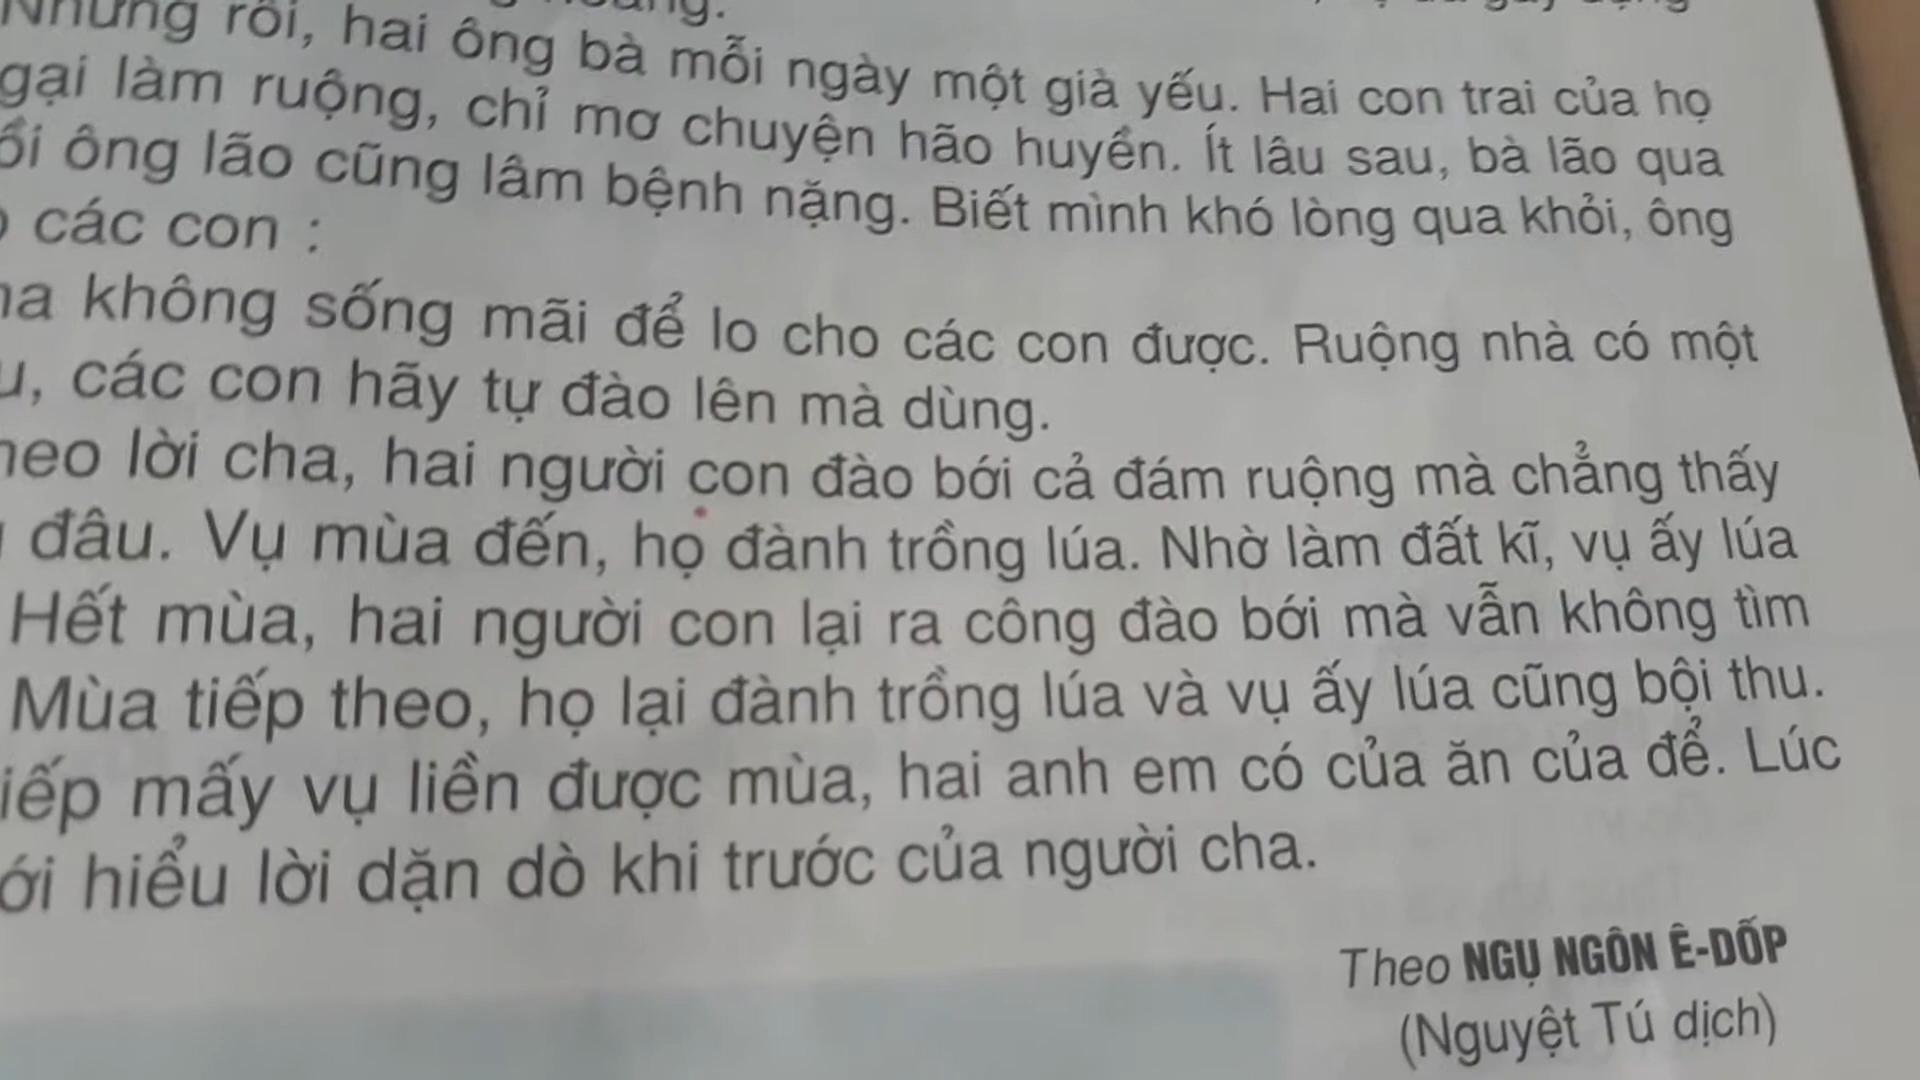 Nhưng rồi, hai ông bà mỗi ngày một già yếu. Hai con trai của họ
ngại làm ruộng, chỉ mơ chuyện hão huyền. Ít lâu sau, bà lão qua
ông lão cũng lâm bệnh nặng. Biết mình khó lòng qua khỏi, ông
các con :
không sống mãi để lo cho các con được. Ruộng nhà có một
các con hãy tự đào lên mà dùng.
lời cha, hai người con đào bới cả đám ruộng mà chẳng thấy
đâu. Vụ mùa đến, họ đành trồng lúa. Nhờ làm đất kĩ, vụ ấy lúa
Hết mùa, hai người con lại ra công đào bới mà vẫn không tìm
Mùa tiếp theo, họ lại đành trồng lúa và vụ ấy lúa cũng bội thu.
iếp mấy vụ liền được mùa, hai anh em có của ăn của để. Lúc
ới hiểu lời dặn dò khi trước của người cha.
Theo NGỤ NGÔN Ê-DỐP
(Nguyệt Tú dịch)